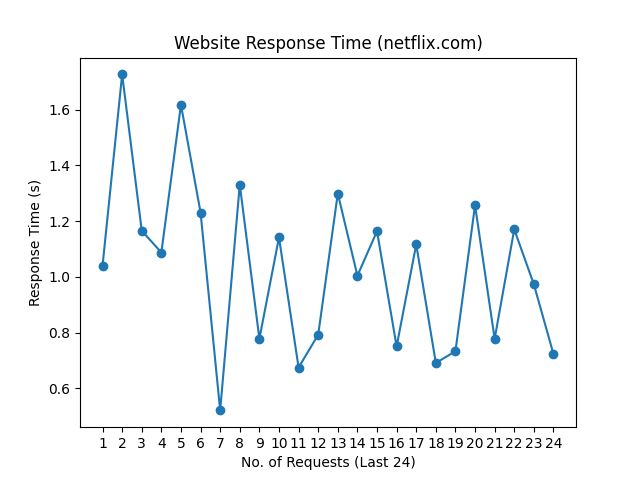 Website Response Time (netflix.com)
Response Time (s)
1.6
1.4
1.2
1.0
0.8
0.6
1 2 3 4 5 6 7 8 9 10 11 12 13 14 15 16 17 18 19 20 21 22 23 24
No. of Requests (Last 24)